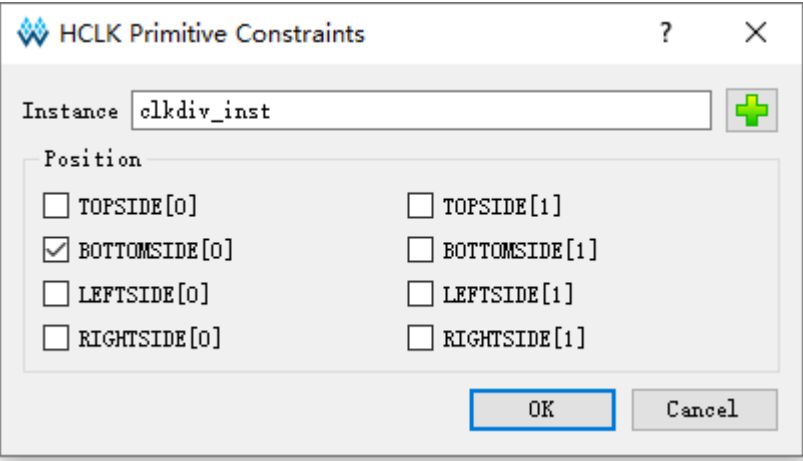 HCLK Primitive Constraints ?
Instance clkdiv_inst
Position
TOPSIDE[0] TOPSIDE[1]
BOTTOMSIDE[0] BOTTOMSIDE[1]
LEFTSIDE[0] LEFTSIDE[1]
RIGHTSIDE[0] RIGHTSIDE[1]
OK Cancel